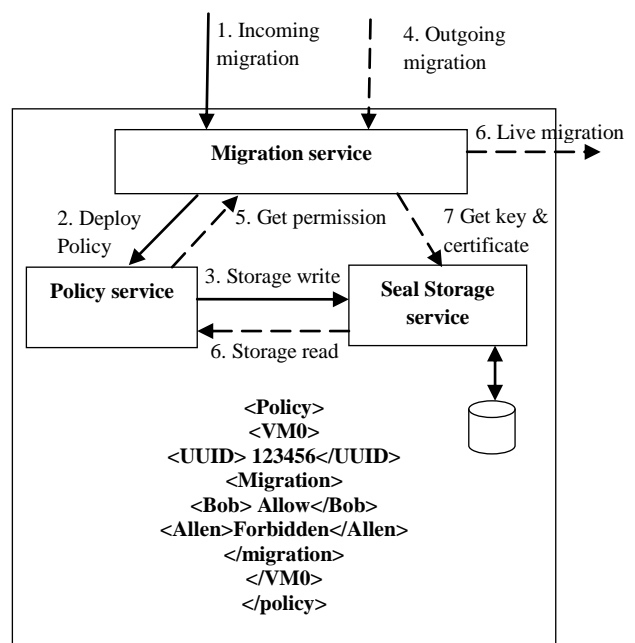 1. Incoming
migration
4. Outgoing
migration
6. Live migration
Migration service
2. Deploy
Policy
5. Get permission
7 Get key &
certificate
Policy service
3. Storage write
Seal Storage
service
6. Storage read
<Policy>
<VM0>
<UUID> 123456</UUID>
<Migration>
<Bob> Allow</Bob>
<Allen>Forbidden</Allen>
</migration>
</VM0>
</policy>